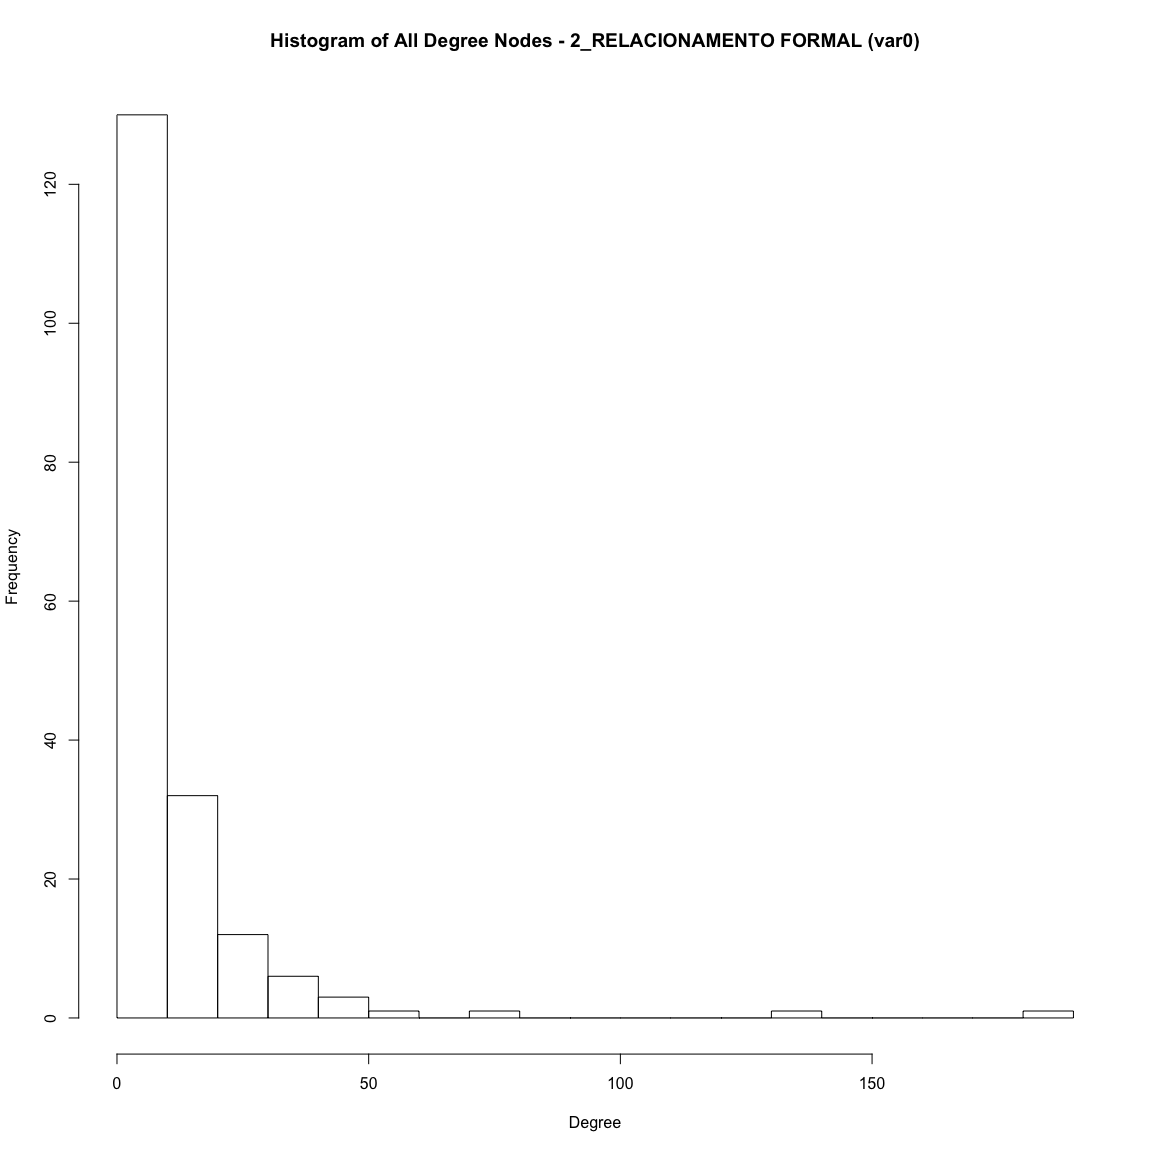 Histogram of All Degree Nodes - 2_RELACIONAMENTO FORMAL (var0)
120
100
80
60
40
20
0
Frequency
0 50 100 150
Degree